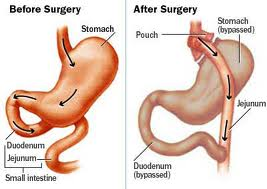 Before Surgery
Stomach
Duodenum
Jejunum
Small intestine
After Surgery
Pouch
Stomach
(bypassed)
Jejunum
Duodenum
(bypassed)